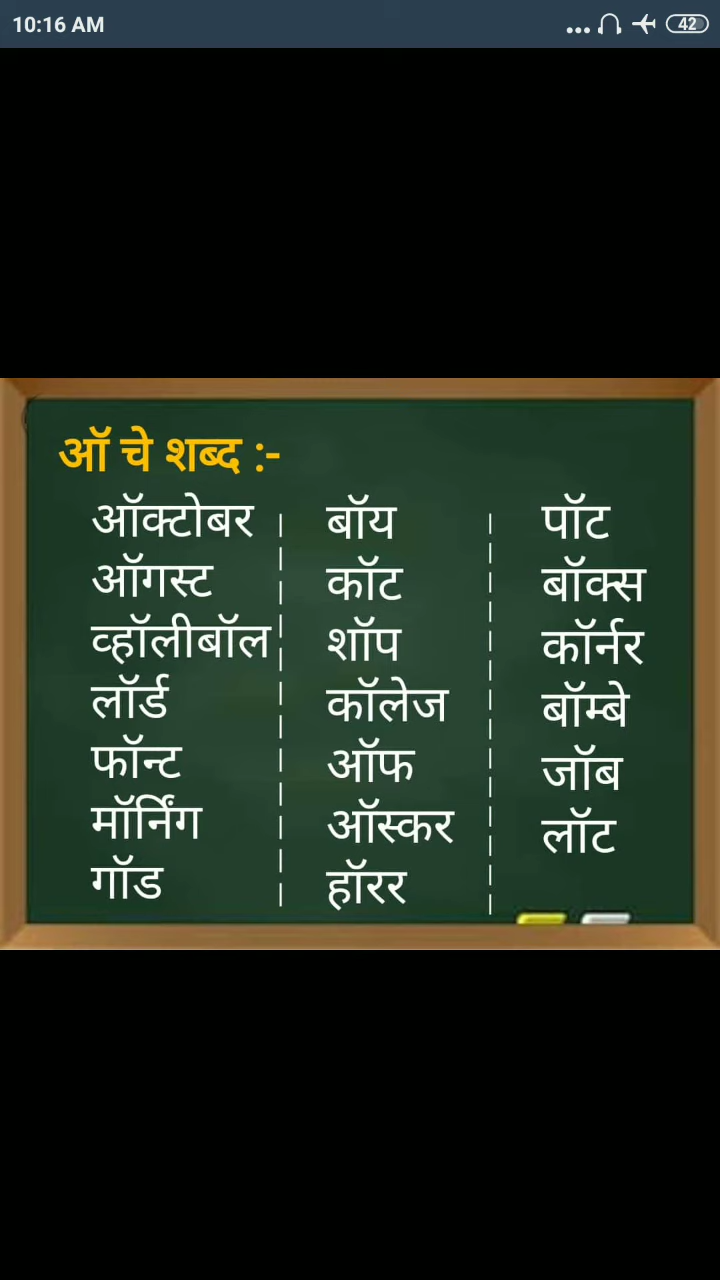 10:16 AM
42
ऑ चे शब्द :-
ऑक्टोबर
ऑगस्ट
व्हॉलीबॉल
लॉर्ड
फॉन्ट
मॉर्निंग
गॉड
बॉय
कॉट
शॉप
कॉलेज
ऑफ
ऑस्कर
हॉरर
पॉट
बॉक्स
कॉर्नर
बॉम्बे
जॉब
लॉट